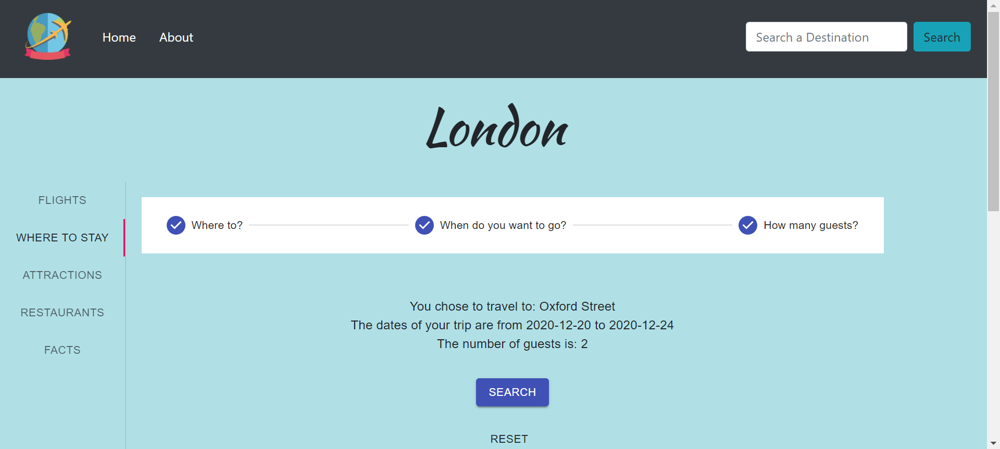 Home About Search a Destination Search
London
FLIGHTS
WHERE TO STAY
ATTRACTIONS
RESTAURANTS
FACTS
Where to? When do you want to go? How many guests?
You chose to travel to: Oxford Street
The dates of your trip are from 2020-12-20 to 2020-12-24
The number of guests is: 2
SEARCH
RESET